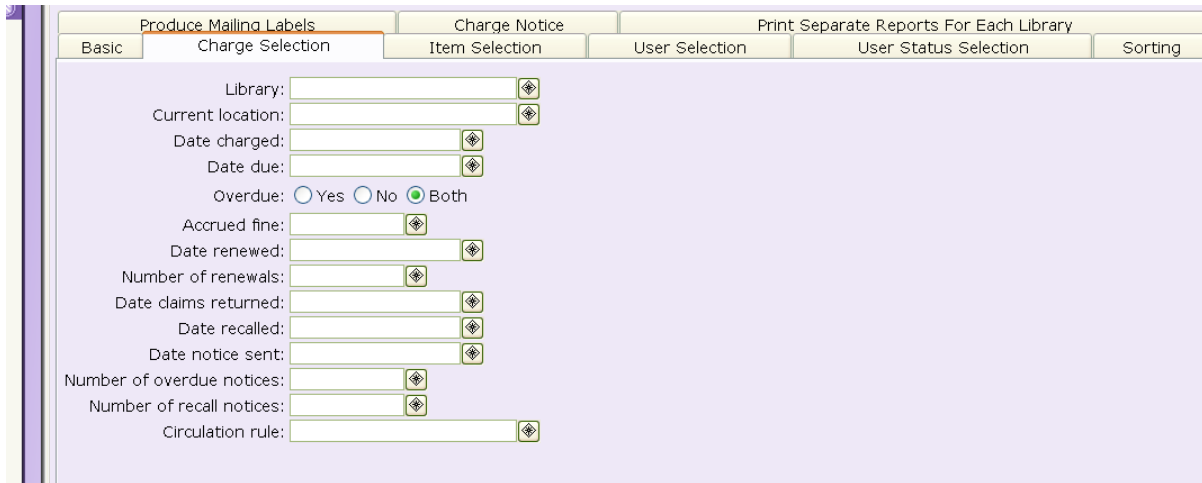 Produce Mailing Labels Charge Notice Print Separate Reports For Each Library
Basic Charge Selection Item Selection User Selection User Status Selection Sorting
Library:
Current location:
Date charged:
Date due:
Overdue: Yes No Both
Accrued fine:
Date renewed:
Number of renewals:
Date claims returned:
Date recalled:
Date notice sent:
Number of overdue notices:
Number of recall notices:
Circulation rule: